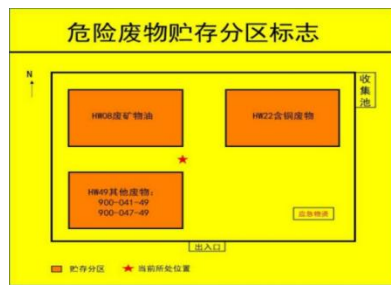 危险废物贮存分区标志
N
收集池
HW08废矿物油
HW22含铜废物
HW49其他废物：
900-041-49
900-047-49
应急物资
出入口
贮存分区
当前所处位置